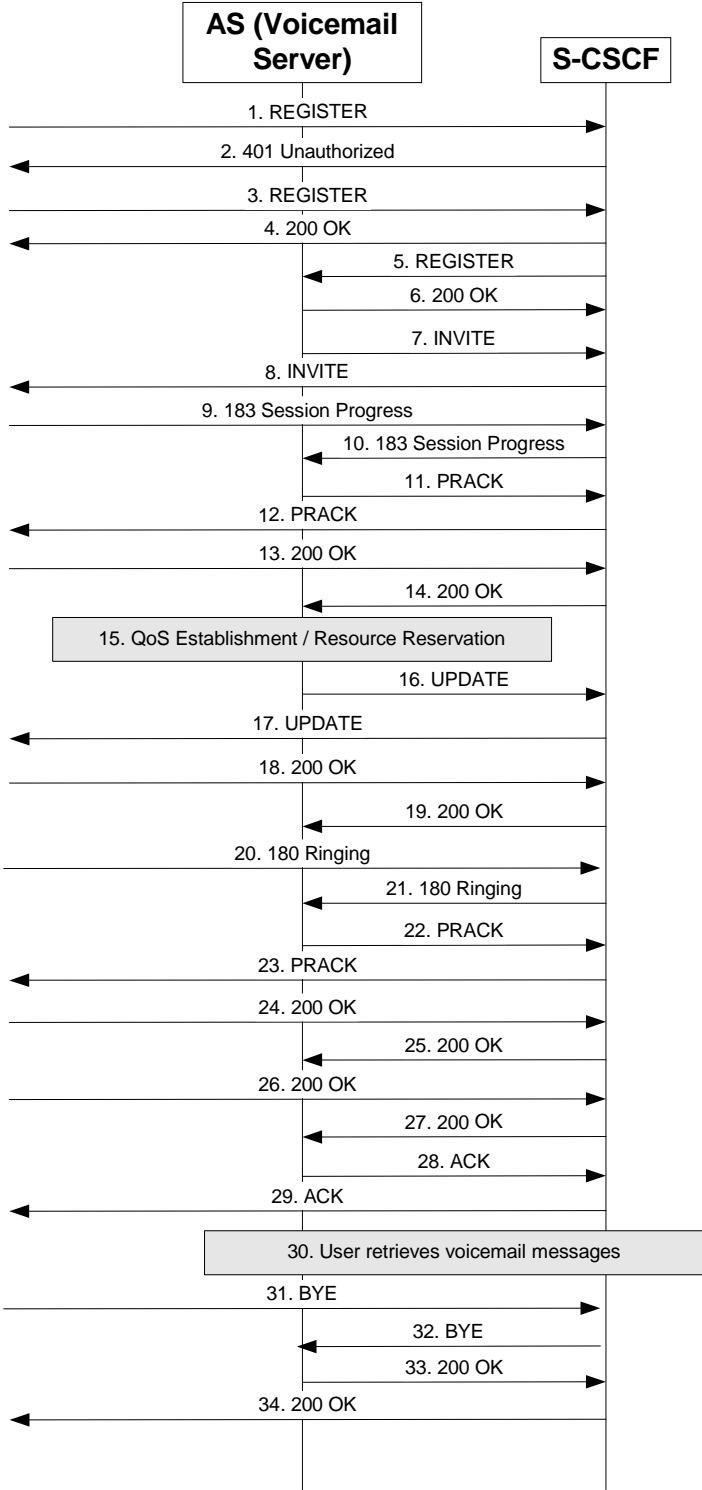 AS (Voicemail
Server)
S-CSCF
1. REGISTER
2. 401 Unauthorized
3. REGISTER
4. 200 OK
5. REGISTER
6. 200 OK
7. INVITE
8. INVITE
9. 183 Session Progress
10. 183 Session Progress
11. PRACK
12. PRACK
13. 200 OK
14. 200 OK
15. QoS Establishment / Resource Reservation
16. UPDATE
17. UPDATE
18. 200 OK
19. 200 OK
20. 180 Ringing
21. 180 Ringing
22. PRACK
23. PRACK
24. 200 OK
25. 200 OK
26. 200 OK
27. 200 OK
28. ACK
29. ACK
30. User retrieves voicemail messages
31. BYE
32. BYE
33. 200 OK
34. 200 OK